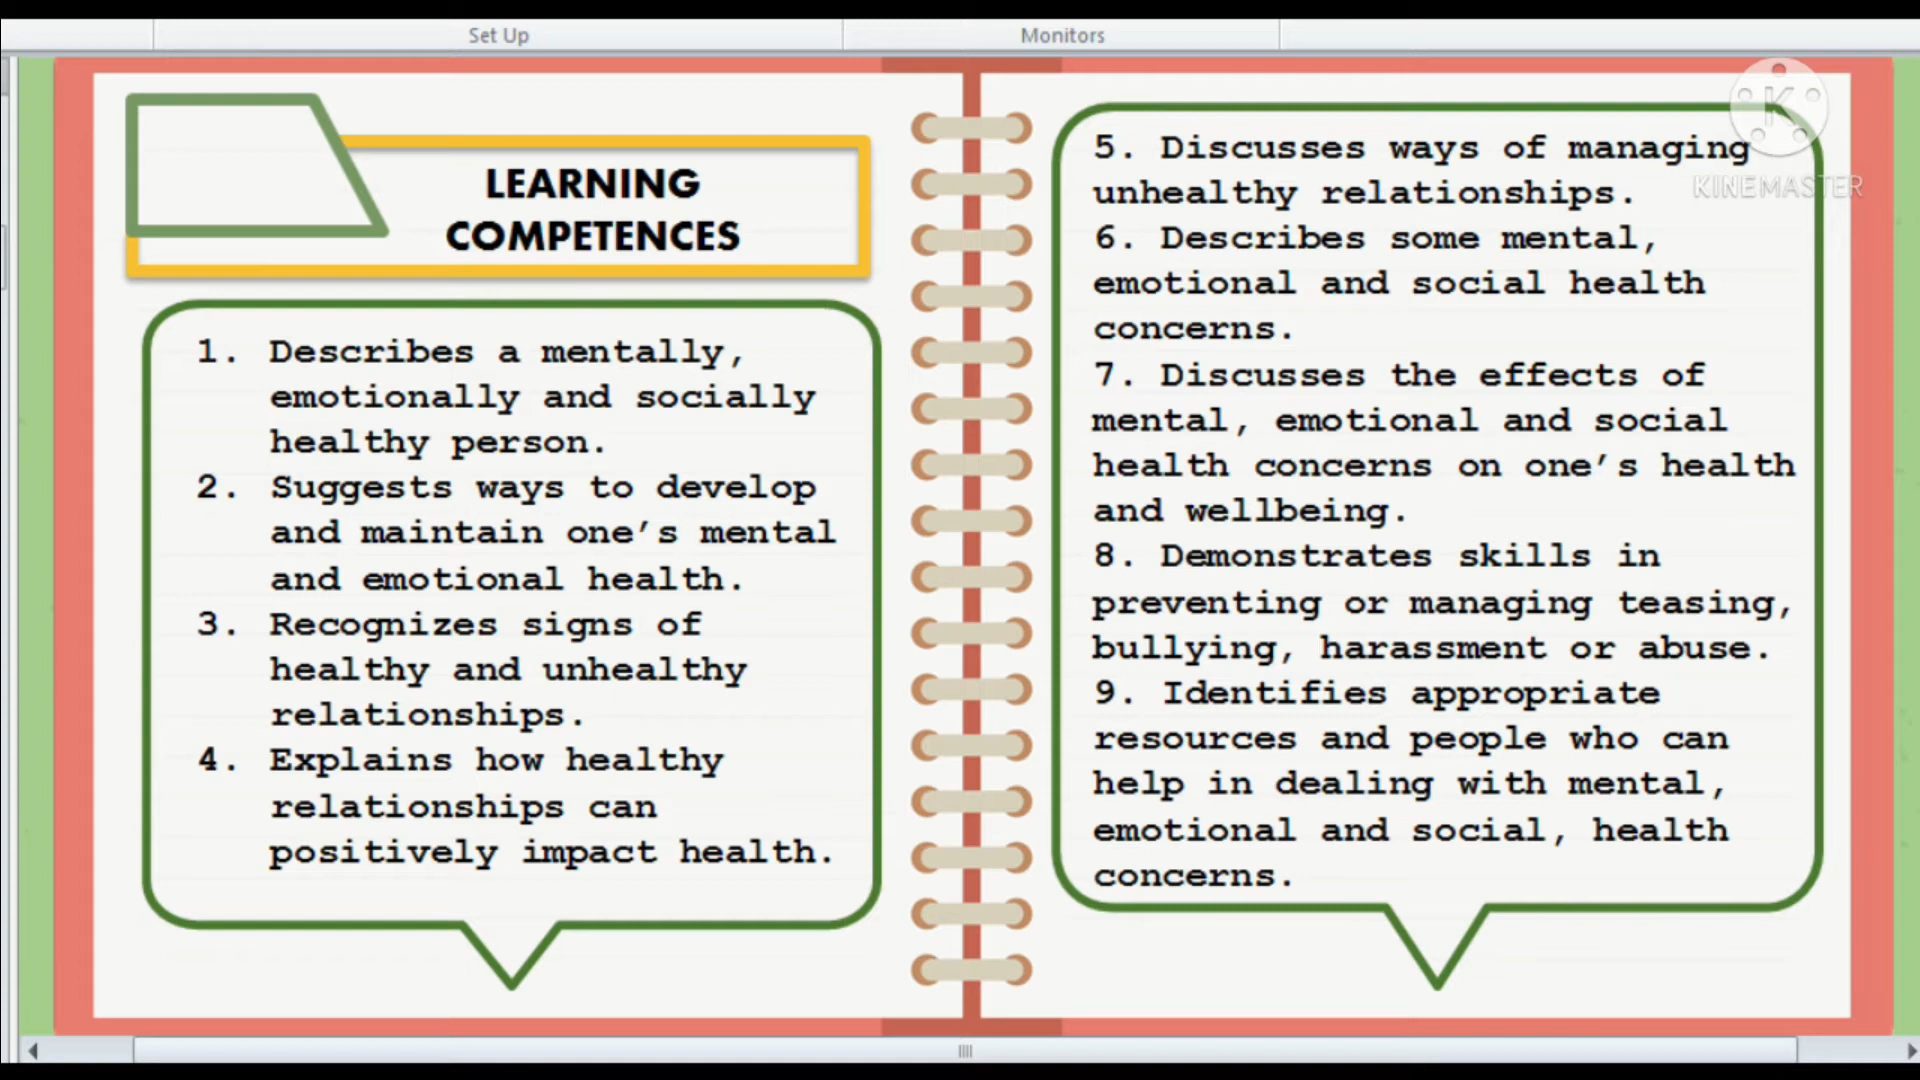 Set Up
Monitors
LEARNING
COMPETENCES
1. Describes a mentally,
emotionally and socially
healthy person.
2. Suggests ways to develop
and maintain one’s mental
and emotional health.
3. Recognizes signs of
healthy and unhealthy
relationships.
4. Explains how healthy
relationships can
positively impact health.
5. Discusses ways of managing
unhealthy relationships.
6. Describes some mental,
emotional and social health
concerns.
7. Discusses the effects of
mental, emotional and social
health concerns on one’s health
and wellbeing.
8. Demonstrates skills in
preventing or managing teasing,
bullying, harassment or abuse.
9. Identifies appropriate
resources and people who can
help in dealing with mental,
emotional and social, health
concerns.
K
KINEMASTER